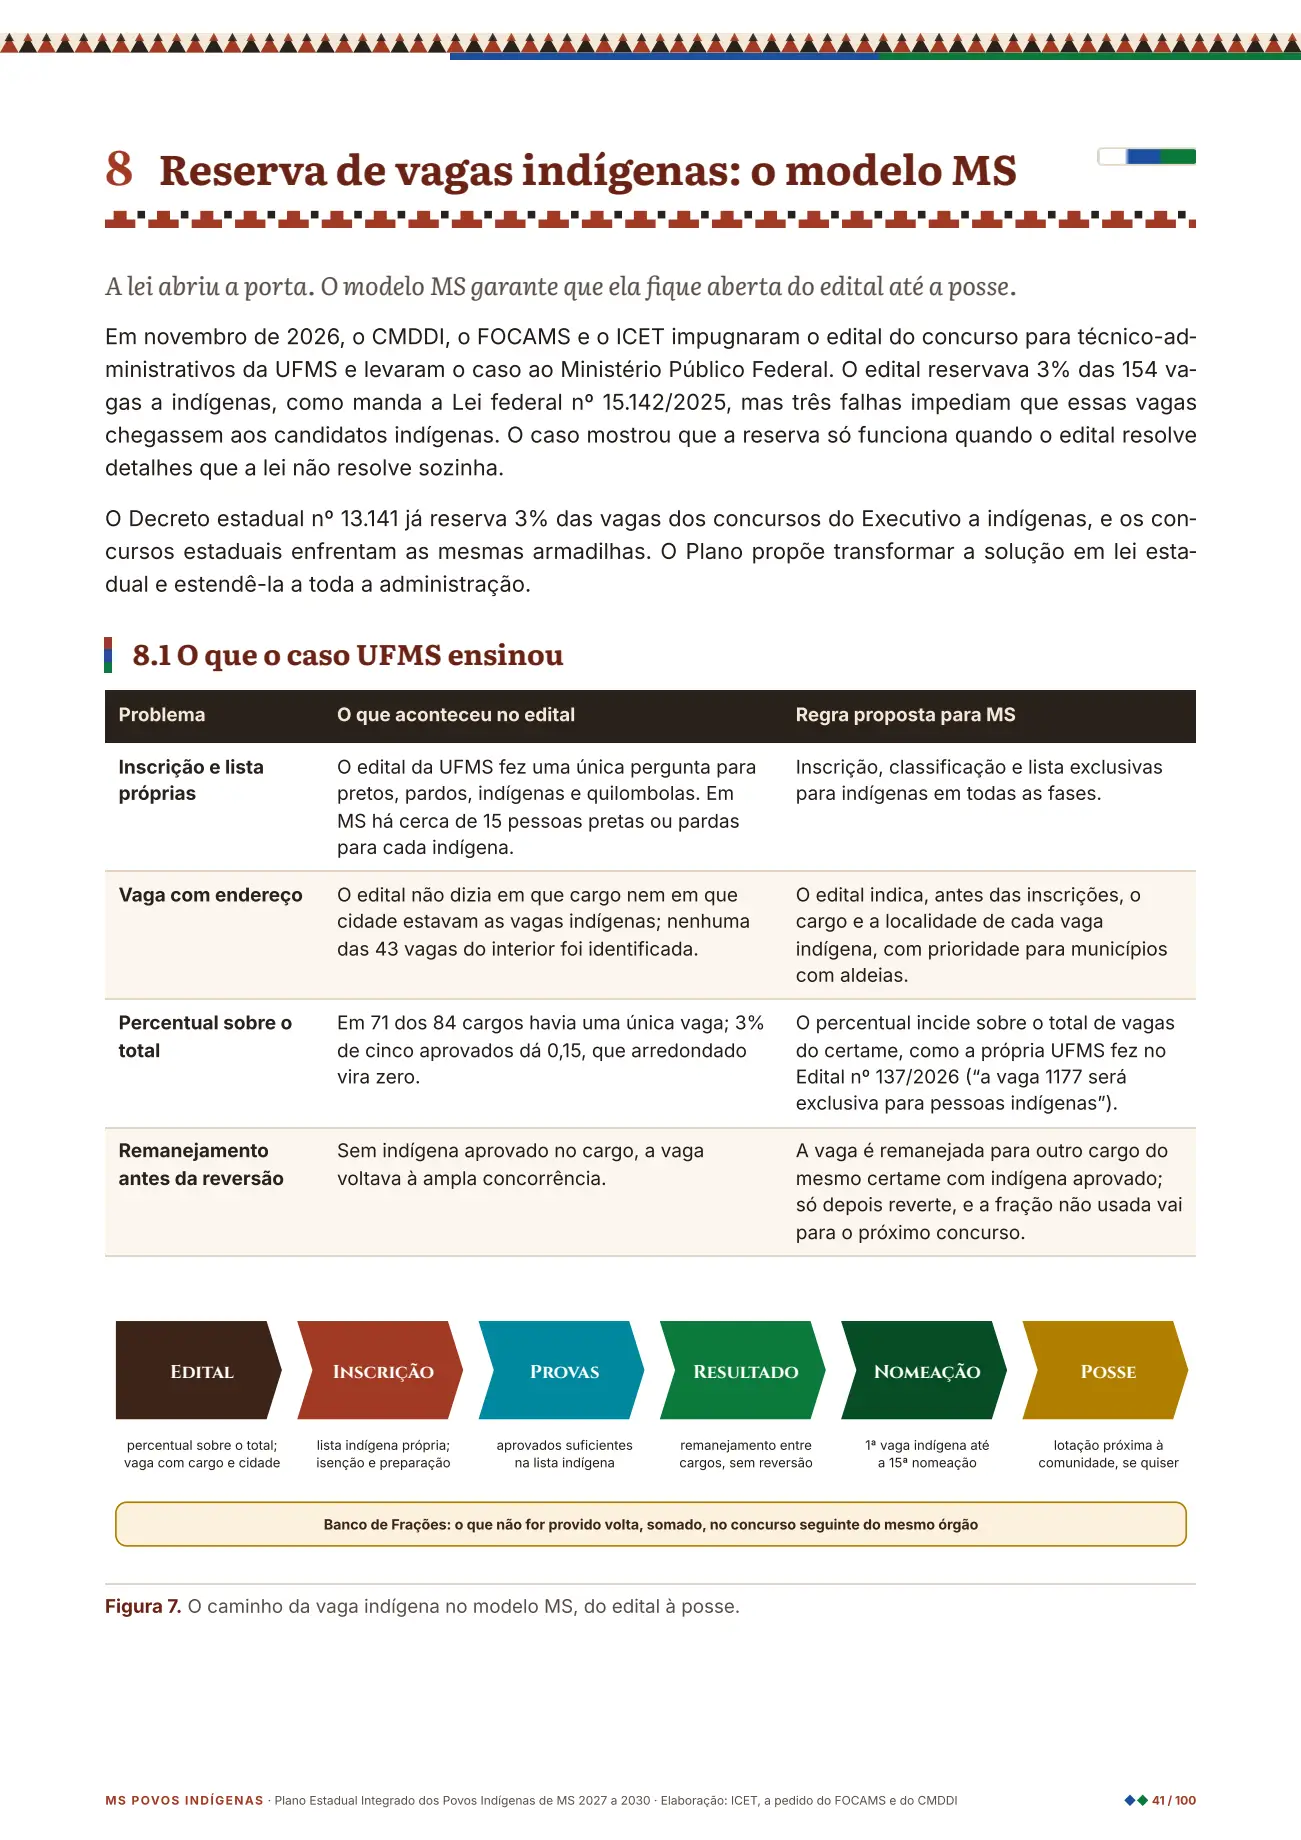 8 Reserva de vagas indígenas: o modelo MS
A lei abriu a porta. O modelo MS garante que ela fique aberta do edital até a posse.
Em novembro de 2026, o CMDDI, o FOCAMS e o ICET impugnaram o edital do concurso para técnico-ad-
ministrativos da UFMS e levaram o caso ao Ministério Público Federal. O edital reservava 3% das 154 va-
gas a indígenas, como manda a Lei federal nº 15.142/2025, mas três falhas impediam que essas vagas
chegassem aos candidatos indígenas. O caso mostrou que a reserva só funciona quando o edital resolve
detalhes que a lei não resolve sozinha.
O Decreto estadual nº 13.141 já reserva 3% das vagas dos concursos do Executivo a indígenas, e os con-
cursos estaduais enfrentam as mesmas armadilhas. O Plano propõe transformar a solução em lei esta-
dual e estendê-la a toda a administração.
8.1 O que o caso UFMS ensinou
Problema
O que aconteceu no edital
Regra proposta para MS
Inscrição e lista
próprias
O edital da UFMS fez uma única pergunta para
pretos, pardos, indígenas e quilombolas. Em
MS há cerca de 15 pessoas pretas ou pardas
para cada indígena.
Inscrição, classificação e lista exclusivas
para indígenas em todas as fases.
Vaga com endereço
O edital não dizia em que cargo nem em que
cidade estavam as vagas indígenas; nenhuma
das 43 vagas do interior foi identificada.
O edital indica, antes das inscrições, o
cargo e a localidade de cada vaga
indígena, com prioridade para municípios
com aldeias.
Percentual sobre o
total
Em 71 dos 84 cargos havia uma única vaga; 3%
de cinco aprovados dá 0,15, que arredondado
vira zero.
O percentual incide sobre o total de vagas
do certame, como a própria UFMS fez no
Edital nº 137/2026 (“a vaga 1177 será
exclusiva para pessoas indígenas”).
Remanejamento
antes da reversão
Sem indígena aprovado no cargo, a vaga
voltava à ampla concorrência.
A vaga é remanejada para outro cargo do
mesmo certame com indígena aprovado;
só depois reverte, e a fração não usada vai
para o próximo concurso.
Edital
percentual sobre o total;
vaga com cargo e cidade
Inscrição
lista indígena própria;
isenção e preparação
Provas
aprovados suficientes
na lista indígena
Resultado
remanejamento entre
cargos, sem reversão
Nomeação
1ª vaga indígena até
a 15ª nomeação
Posse
lotação próxima à
comunidade, se quiser
Banco de Frações: o que não for provido volta, somado, no concurso seguinte do mesmo órgão
Figura 7. O caminho da vaga indígena no modelo MS, do edital à posse.
MS POVOS INDÍGENAS · Plano Estadual Integrado dos Povos Indígenas de MS 2027 a 2030 · Elaboração: ICET, a pedido do FOCAMS e do CMDDI
41 / 100